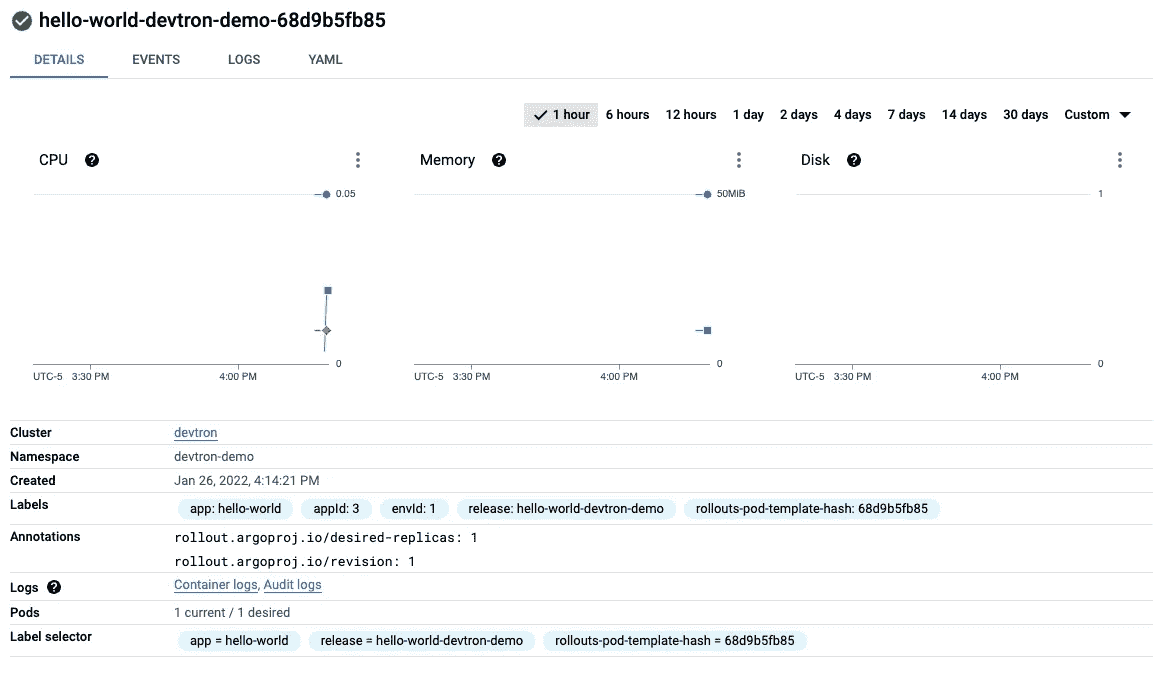 hello-world-devtron-demo-68d9b5fb85
DETAILS EVENTS LOGS YAML
1 hour 6 hours 12 hours 1 day 2 days 4 days 7 days 14 days 30 days Custom
CPU ? Memory ? Disk ?
0.05 50MiB 1
0 0 0
UTC-5 3:30 PM 4:00 PM UTC-5 3:30 PM 4:00 PM UTC-5 3:30 PM 4:00 PM
Cluster devtron
Namespace devtron-demo
Created Jan 26, 2022, 4:14:21 PM
Labels app: hello-world appId: 3 envId: 1 release: hello-world-devtron-demo rollouts-pod-template-hash: 68d9b5fb85
Annotations rollout.argoproj.io/desired-replicas: 1
rollout.argoproj.io/revision: 1
Logs ? Container logs, Audit logs
Pods 1 current / 1 desired
Label selector app = hello-world release = hello-world-devtron-demo rollouts-pod-template-hash = 68d9b5fb85